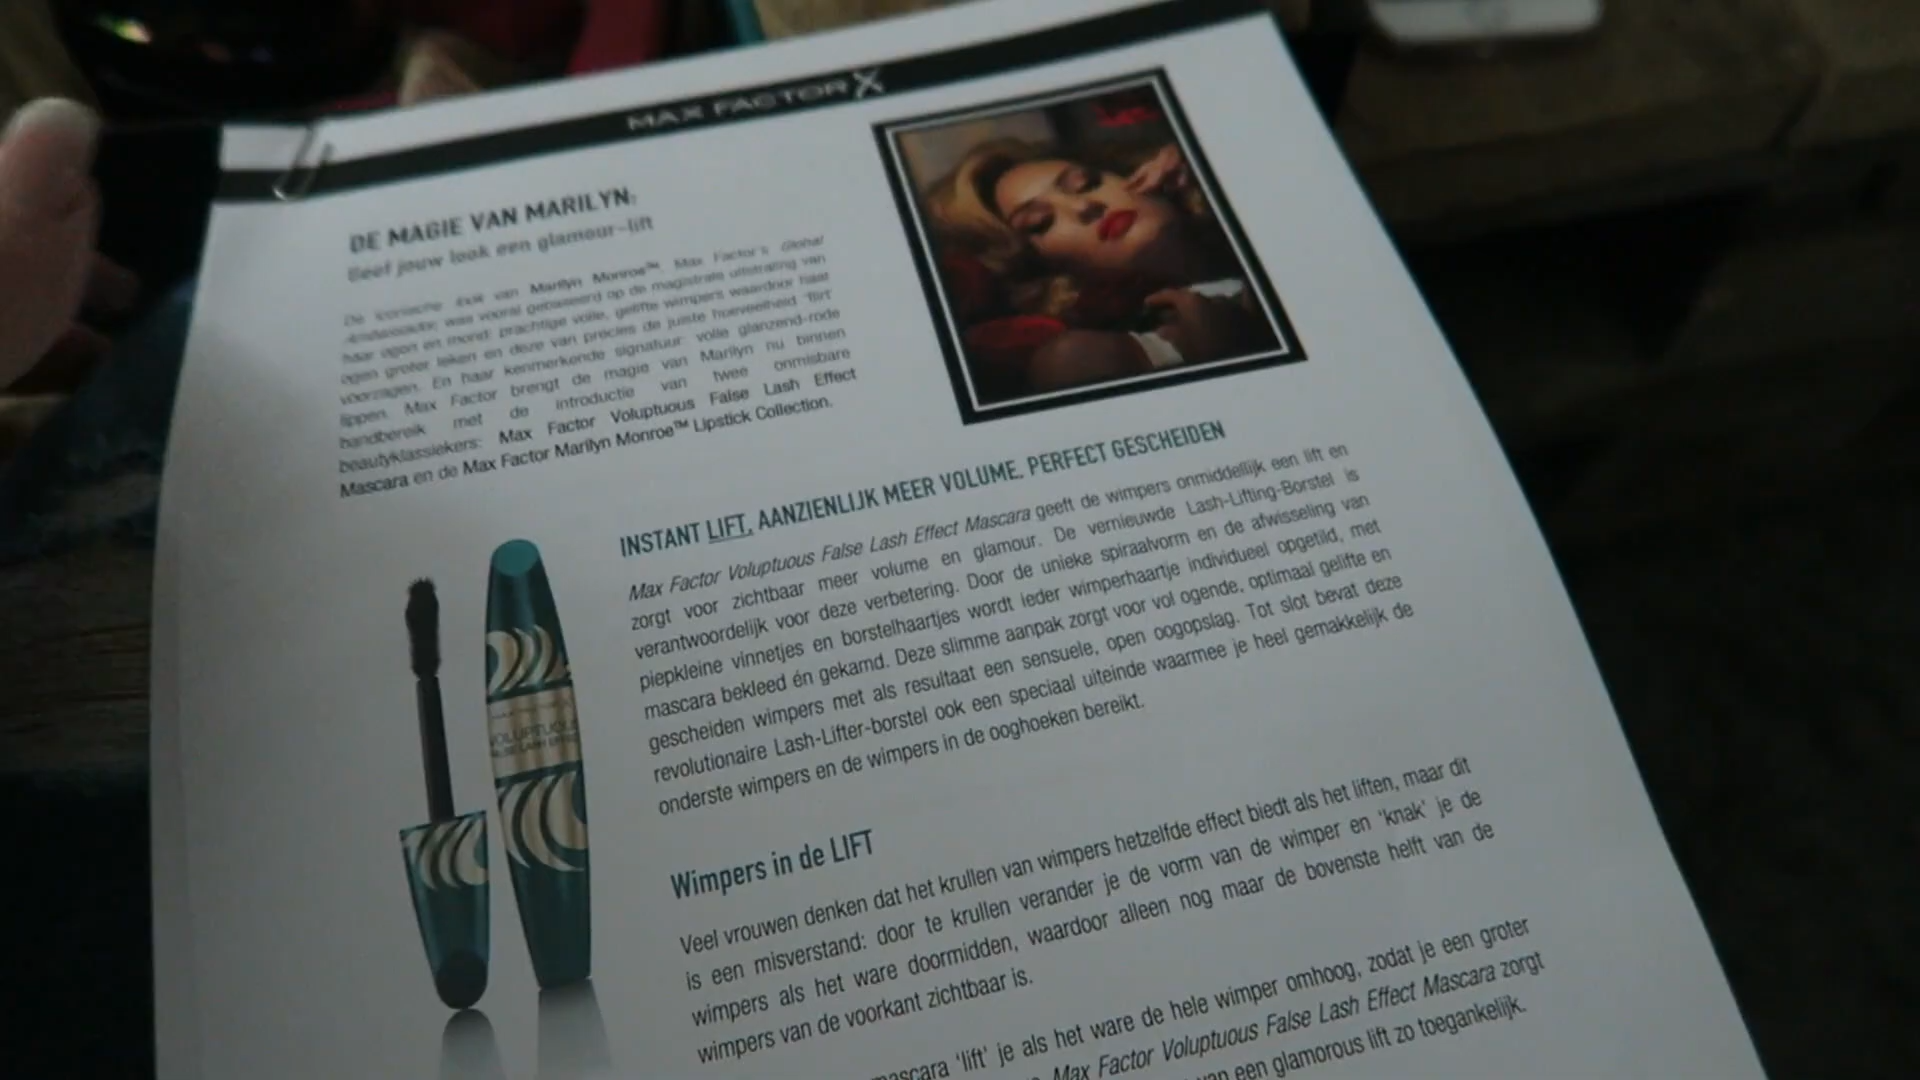 MAX FACTOR X
DE MAGIE VAN MARILYN:
Geef jouw look een glamour-lift
De iconische look van Marilyn Monroe™, Max Factor's Global
Ambassador, was vooral gebaseerd op de magistrale uitstraling van
haar ogen en mond: prachtige volle, gelifte wimpers waardoor haar
ogen groter leken en deze van precies de juiste hoeveelheid 'flirt'
voorzagen. En haar kenmerkende signatuur: volle glanzend-rode
lippen. Max Factor brengt de magie van Marilyn nu binnen
handbereik met de introductie van twee onmisbare
beautyklassiekers: Max Factor Voluptuous False Lash Effect
Mascara en de Max Factor Marilyn Monroe™ Lipstick Collection.
INSTANT LIFT, AANZIENLIJK MEER VOLUME, PERFECT GESCHEIDEN
Max Factor Voluptuous False Lash Effect Mascara geeft de wimpers onmiddellijk een lift en
zorgt voor zichtbaar meer volume en glamour. De vernieuwde Lash-Lifting-Borstel is
verantwoordelijk voor deze verbetering. Door de unieke spiraalvorm en de afwisseling van
piepkleine vinnetjes en borstelhaartjes wordt ieder wimperhaartje individueel opgetild, met
mascara bekleed én gekamd. Deze slimme aanpak zorgt voor vol ogende, optimaal gelifte en
gescheiden wimpers met als resultaat een sensuele, open oogopslag. Tot slot bevat deze
revolutionaire Lash-Lifter-borstel ook een speciaal uiteinde waarmee je heel gemakkelijk de
onderste wimpers en de wimpers in de ooghoeken bereikt.
VOLUPTUOUS
FALSE LASH EFFECT
Wimpers in de LIFT
Veel vrouwen denken dat het krullen van wimpers hetzelfde effect biedt als het liften, maar dit
is een misverstand: door te krullen verander je de vorm van de wimper en 'knak' je de
wimpers als het ware doormidden, waardoor alleen nog maar de bovenste helft van de
wimpers van de voorkant zichtbaar is.
mascara 'lift' je als het ware de hele wimper omhoog, zodat je een groter
Max Factor Voluptuous False Lash Effect Mascara zorgt
van een glamorous lift zo toegankelijk.